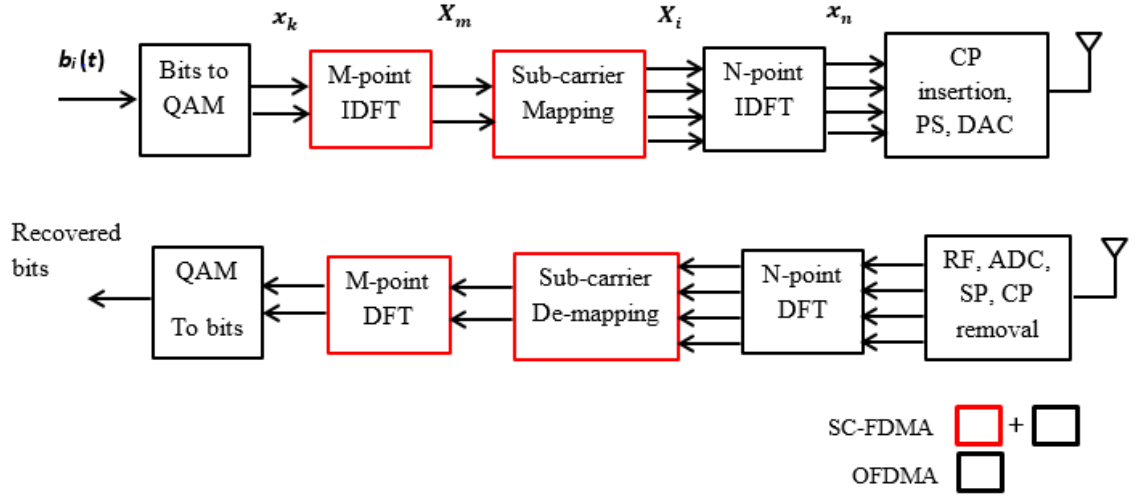 x_k X_m X_i x_n
b_i(t)
Bits to
QAM
M-point
IDFT
Sub-carrier
Mapping
N-point
IDFT
CP
insertion,
PS, DAC
Recovered
bits
QAM
To bits
M-point
DFT
Sub-carrier
De-mapping
N-point
DFT
RF, ADC,
SP, CP
removal
SC-FDMA +
OFDMA